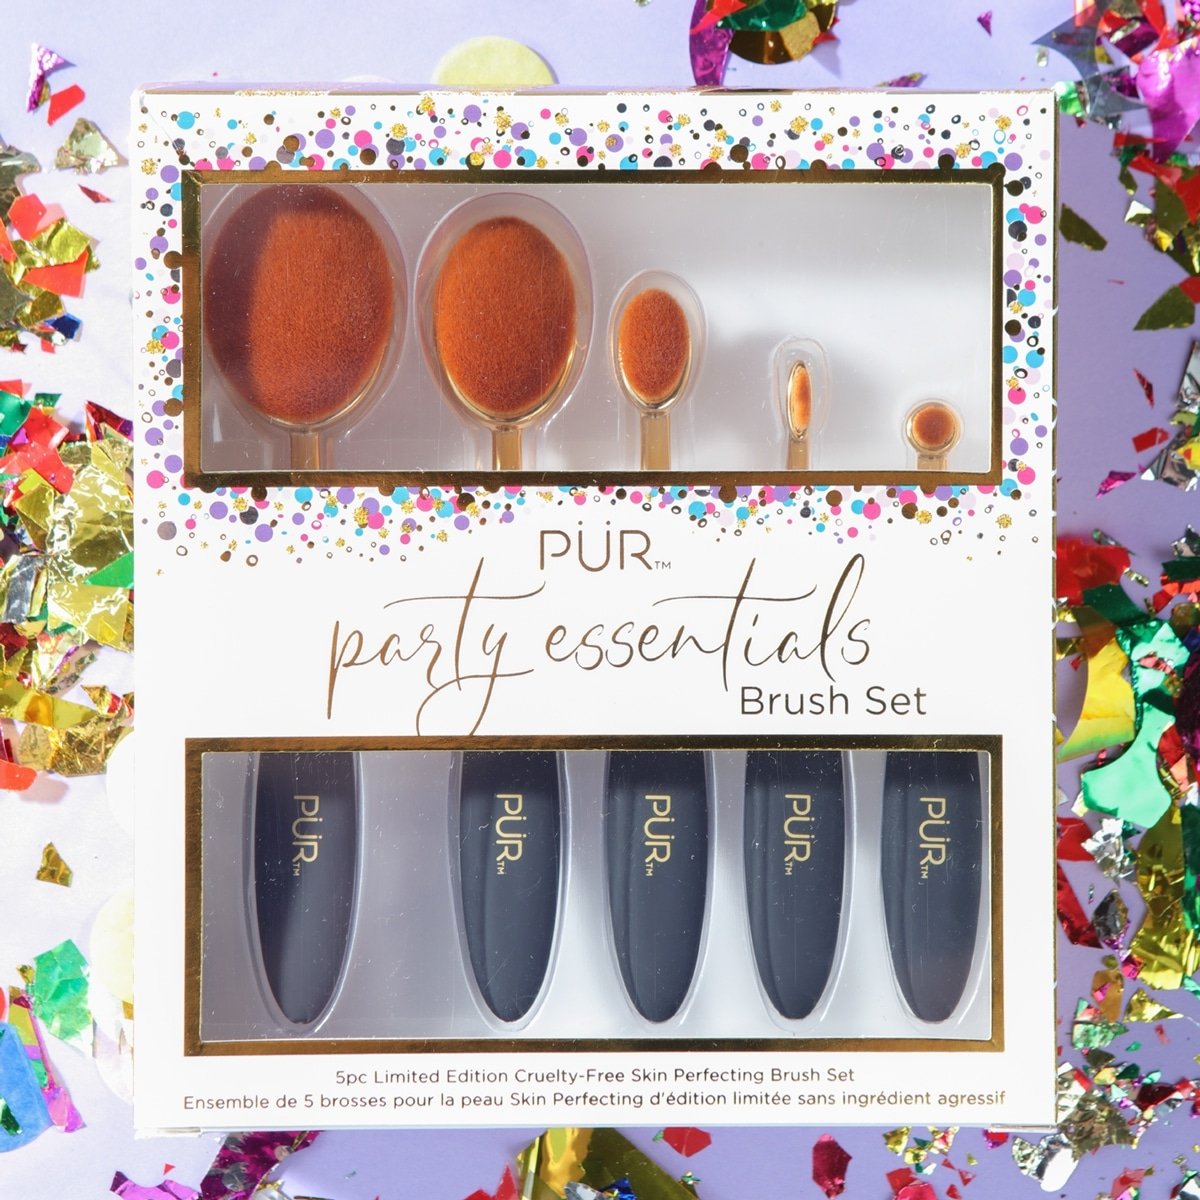 PÜR™
party essentials
Brush Set
PÜR™
PÜR™
PÜR™
PÜR™
PÜR™
5pc Limited Edition Cruelty-Free Skin Perfecting Brush Set
Ensemble de 5 brosses pour la peau Skin Perfecting d'édition limitée sans ingrédient agressif